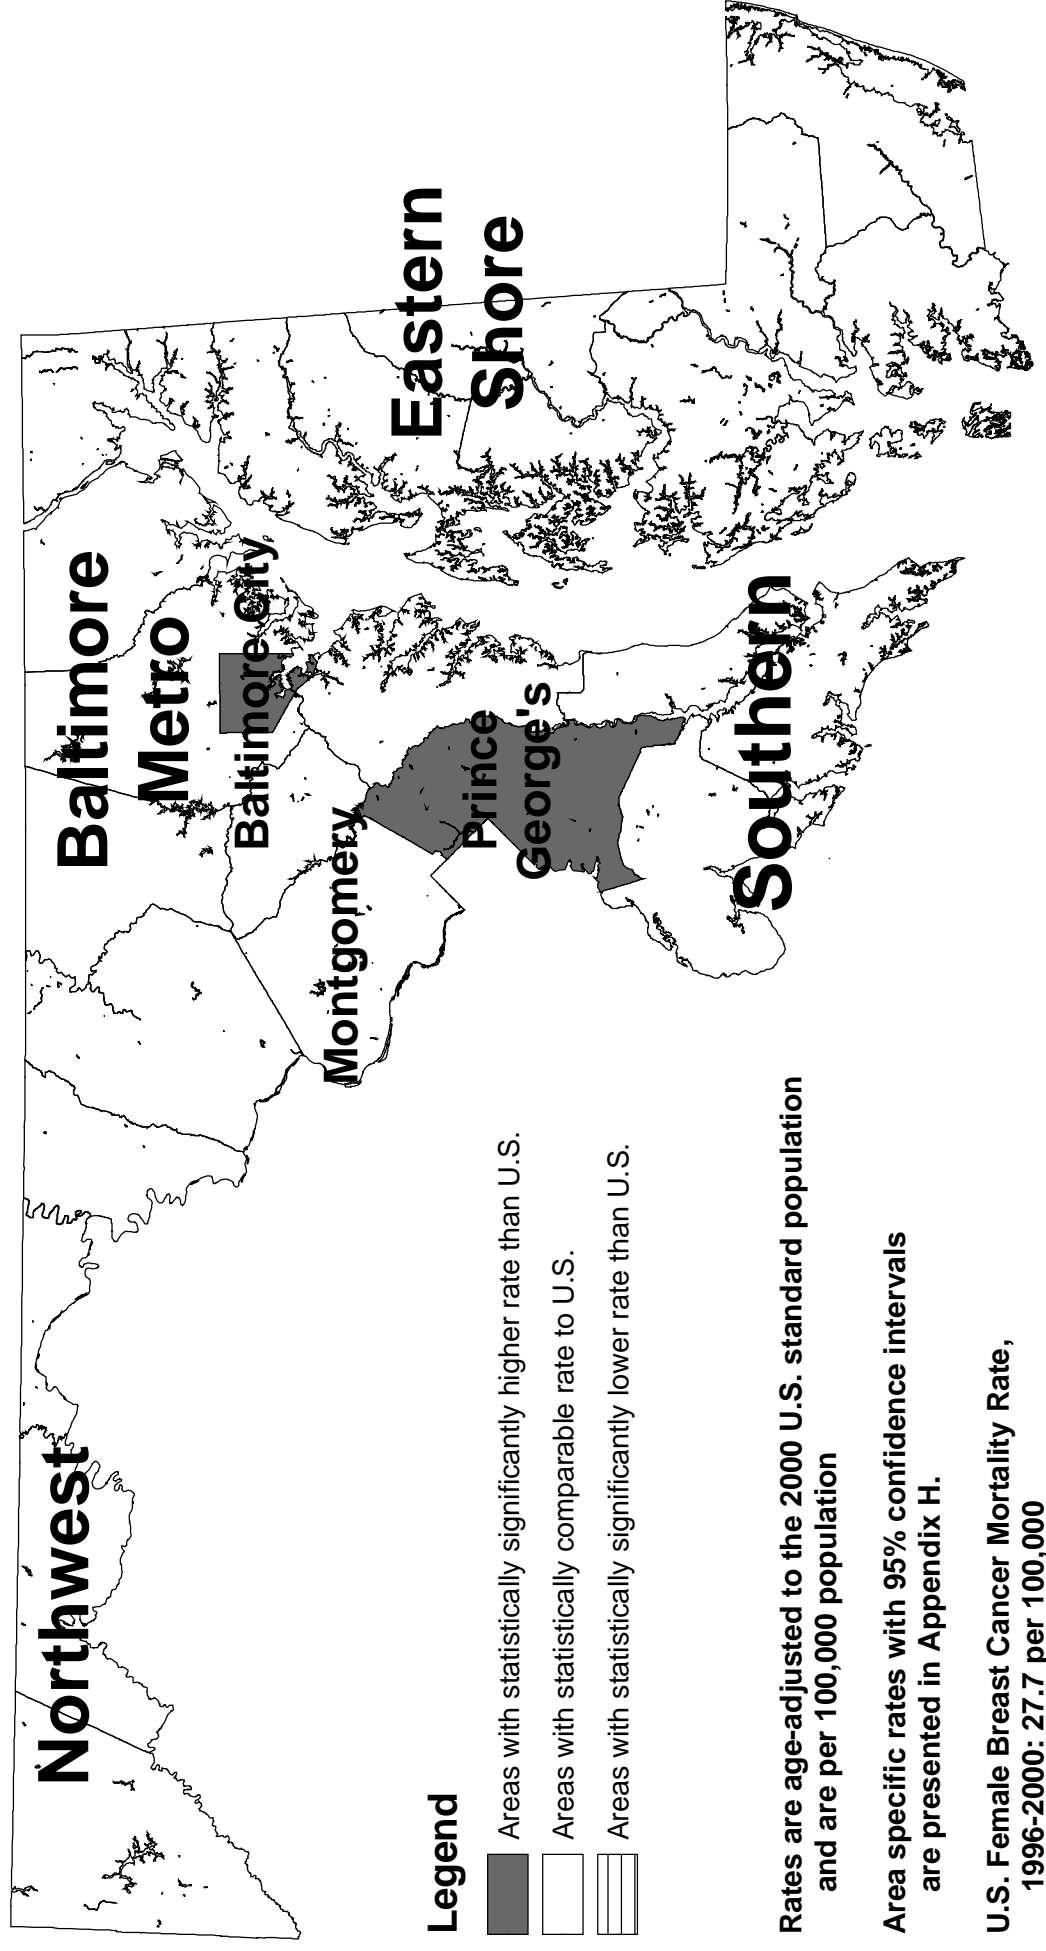 Northwest
Baltimore
Metro
Baltimore City
Montgomery
Prince
George's
Eastern
Shore
Southern
Legend
Areas with statistically significantly higher rate than U.S.
Areas with statistically comparable rate to U.S.
Areas with statistically significantly lower rate than U.S.
Rates are age-adjusted to the 2000 U.S. standard population
and are per 100,000 population
Area specific rates with 95% confidence intervals
are presented in Appendix H.
U.S. Female Breast Cancer Mortality Rate,
1996-2000: 27.7 per 100,000